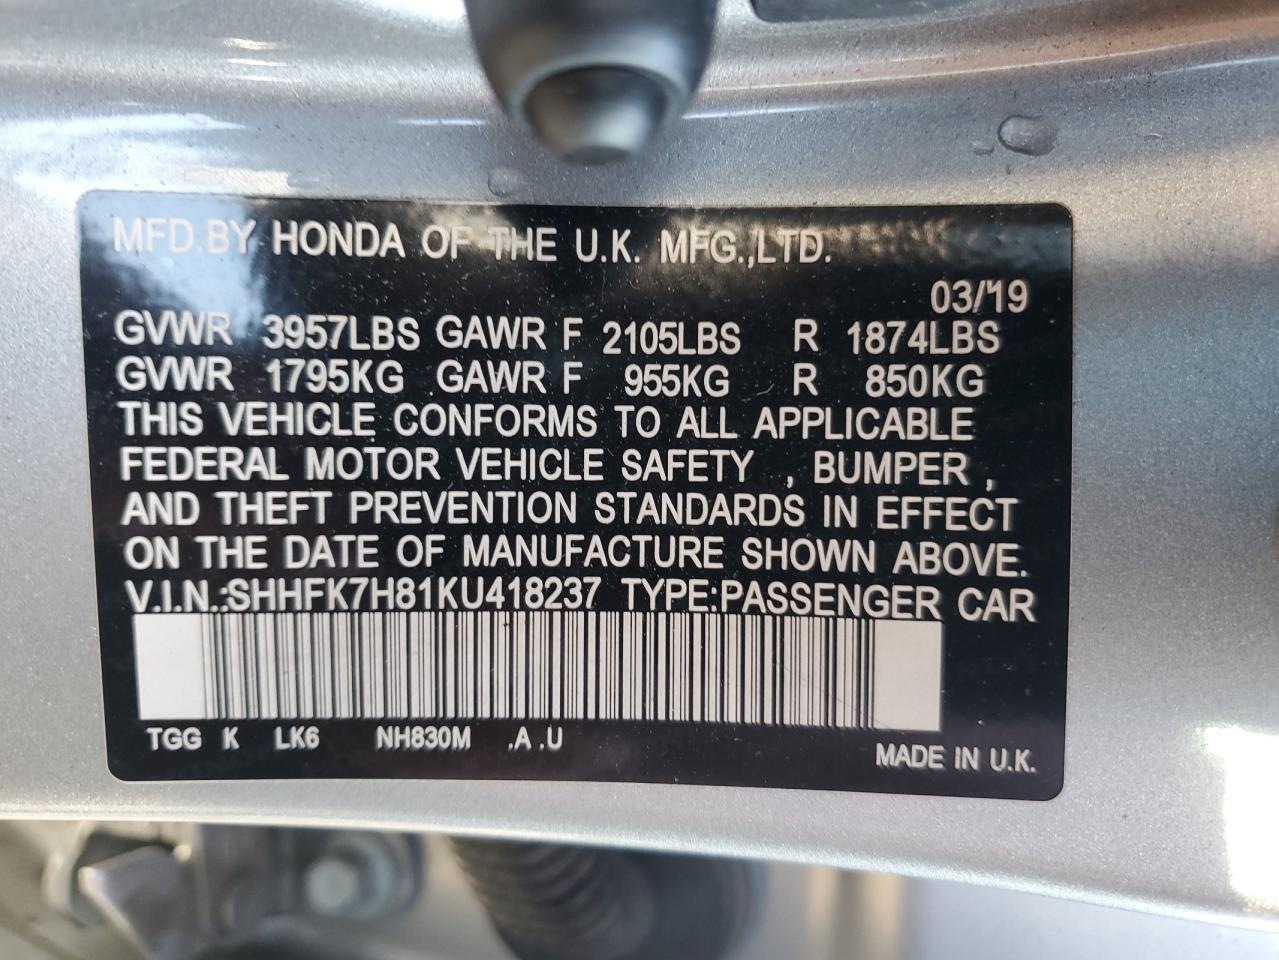 MFD.BY HONDA OF THE U.K. MFG.,LTD.
03/'19
GVWR 3957LBS GAWR F 2105LBS R 1874LBS
GVWR 1795KG GAWR F 955KG R 850KG
THIS VEHICLE CONFORMS TO ALL APPLICABLE
FEDERAL MOTOR VEHICLE SAFETY , BUMPER ,
AND THEFT PREVENTION STANDARDS IN EFFECT
ON THE DATE OF MANUFACTURE SHOWN ABOVE.
V.I.N.:SHHFK7H81KU418237 TYPE:PASSENGER CAR
TGG K LK6 NH830M .A .U
MADE IN U.K.